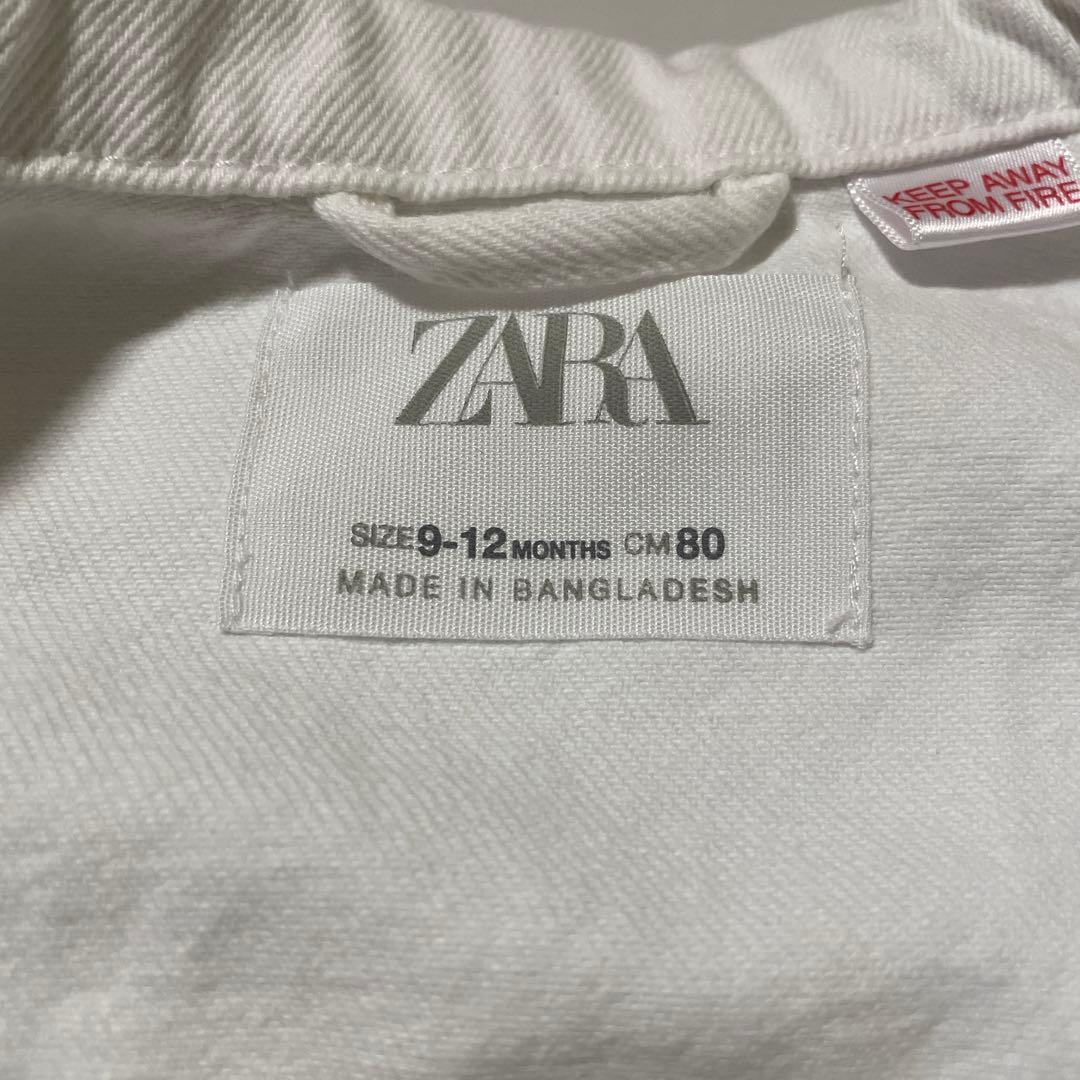 KEEP AWAY
FROM FIRE
ZARA
SIZE 9-12 MONTHS CM 80
MADE IN BANGLADESH